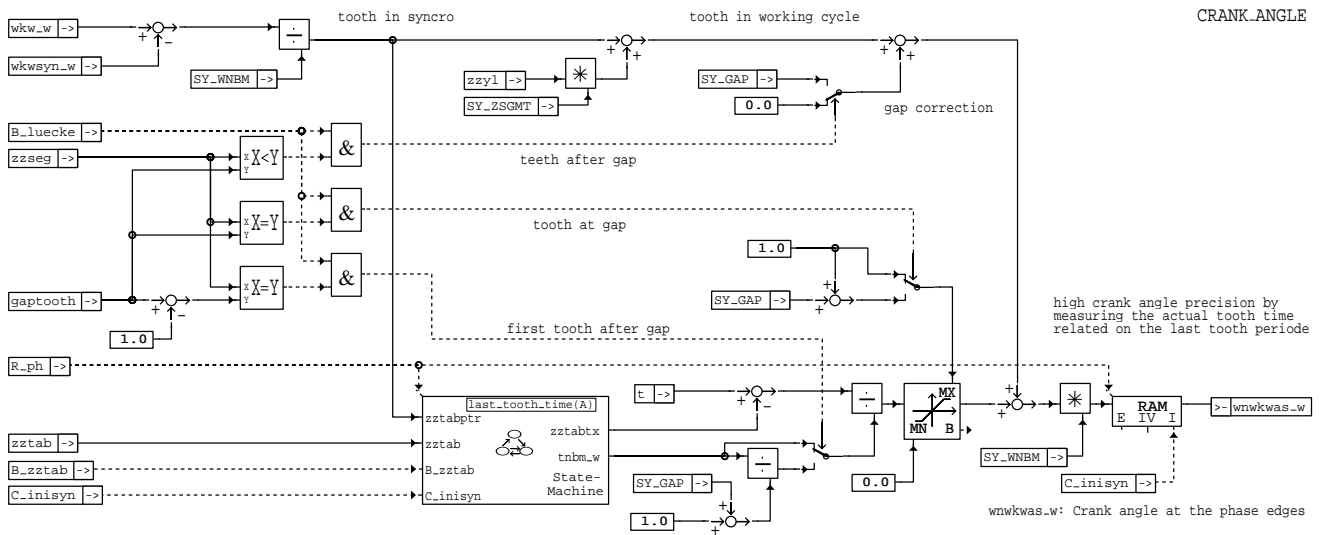 tooth in syncro
tooth in working cycle
CRANK_ANGLE
wkw_w ->
wkwsyn_w ->
SY_WNBM ->
÷
zzyl ->
SY_ZSGMT ->
*
SY_GAP ->
0.0
gap correction
B_luecke ->
zzseg ->
X X<Y
Y
&
teeth after gap
X X=Y
Y
&
tooth at gap
1.0
SY_GAP ->
X X=Y
Y
&
gaptooth ->
1.0
first tooth after gap
high crank angle precision by
measuring the actual tooth time
related on the last tooth periode
R_ph ->
last_tooth_time(A)
zztabptr
zztab
B_zztab
C_inisyn
zztabtx
tnbm_w
State-
Machine
zztab ->
B_zztab ->
C_inisyn ->
t ->
÷
÷
SY_GAP ->
1.0
MX
MN B
0.0
*
SY_WNBM ->
RAM
E IV I
C_inisyn ->
>- wnwkwas_w
wnwkwas_w: Crank angle at the phase edges